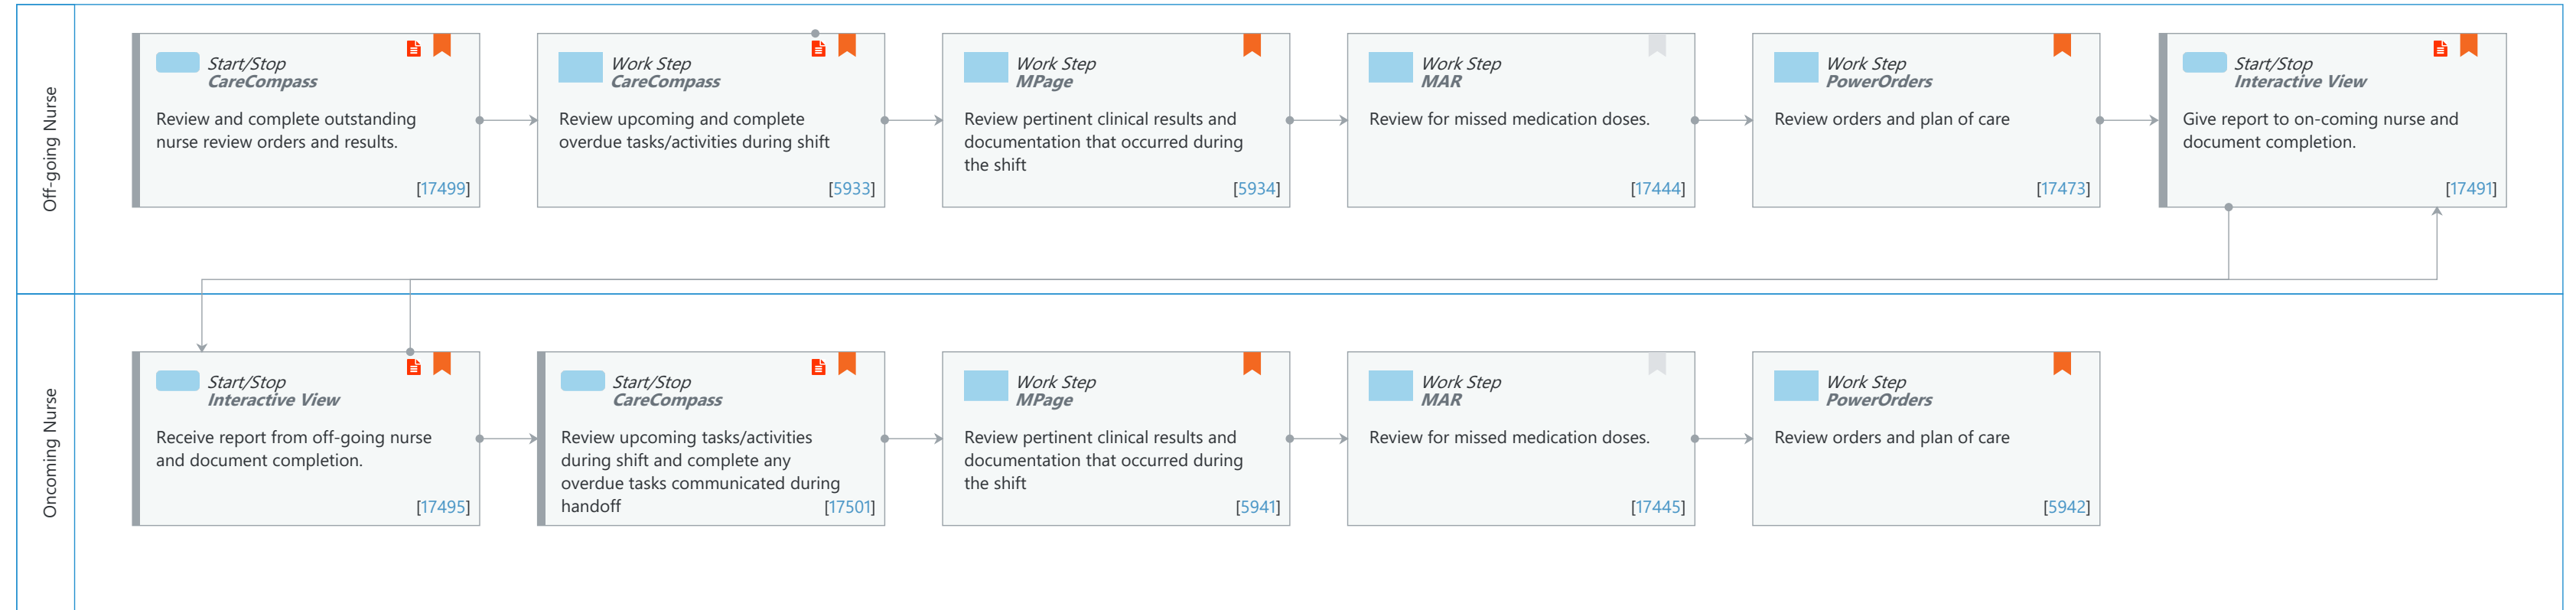 Off-going Nurse
Start/Stop
CareCompass
Review and complete outstanding
nurse review orders and results.
[17499]
Work Step
CareCompass
Review upcoming and complete
overdue tasks/activities during shift
[5933]
Work Step
MPage
Review pertinent clinical results and
documentation that occurred during
the shift
[5934]
Work Step
MAR
Review for missed medication doses.
[17444]
Work Step
PowerOrders
Review orders and plan of care
[17473]
Start/Stop
Interactive View
Give report to on-coming nurse and
document completion.
[17491]
Oncoming Nurse
Start/Stop
Interactive View
Receive report from off-going nurse
and document completion.
[17495]
Start/Stop
CareCompass
Review upcoming tasks/activities
during shift and complete any
overdue tasks communicated during
handoff
[17501]
Work Step
MPage
Review pertinent clinical results and
documentation that occurred during
the shift
[5941]
Work Step
MAR
Review for missed medication doses.
[17445]
Work Step
PowerOrders
Review orders and plan of care
[5942]